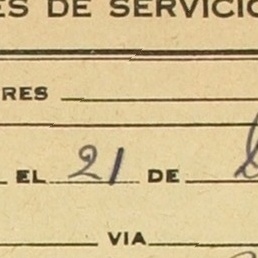 ES DE SERVICIO
RES
EL 21 DE
VIA